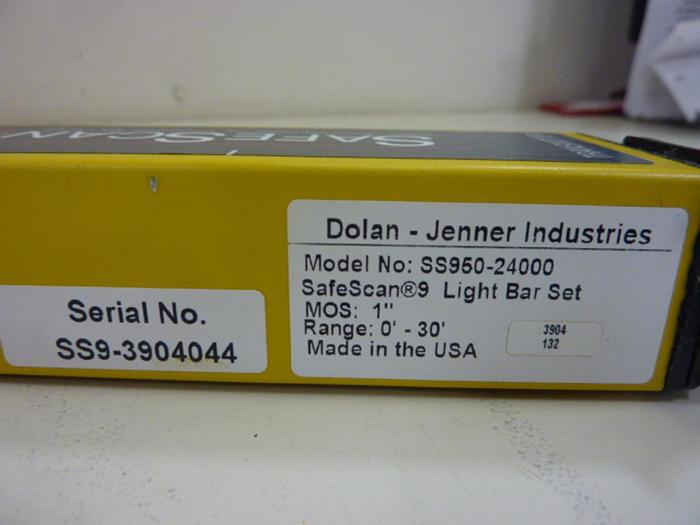 SAFESCAN
Dolan - Jenner Industries
Model No: SS950-24000
SafeScan®9 Light Bar Set
MOS: 1"
Range: 0' - 30'
Made in the USA
3904
132
Serial No.
SS9-3904044